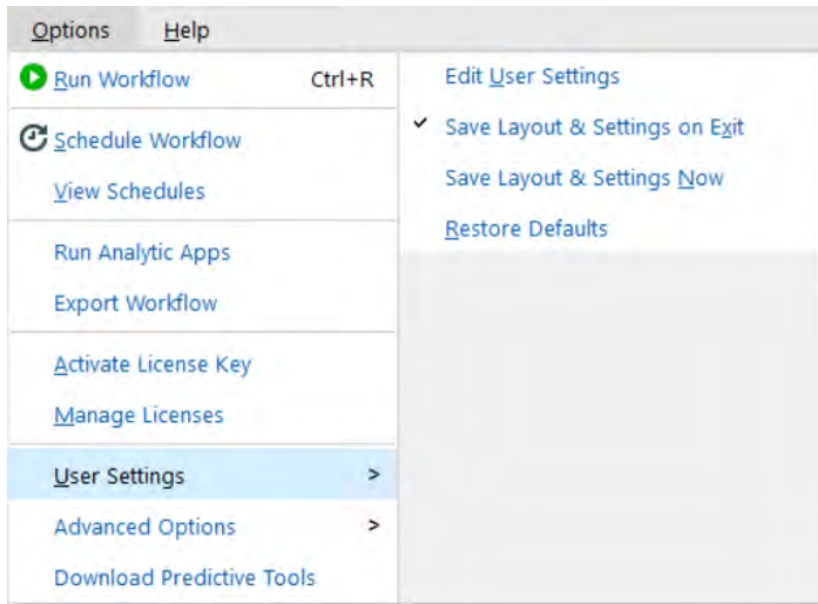 Options Help
Run Workflow Ctrl+R
Schedule Workflow
View Schedules
Run Analytic Apps
Export Workflow
Activate License Key
Manage Licenses
User Settings >
Advanced Options >
Download Predictive Tools
Edit User Settings
Save Layout & Settings on Exit
Save Layout & Settings Now
Restore Defaults